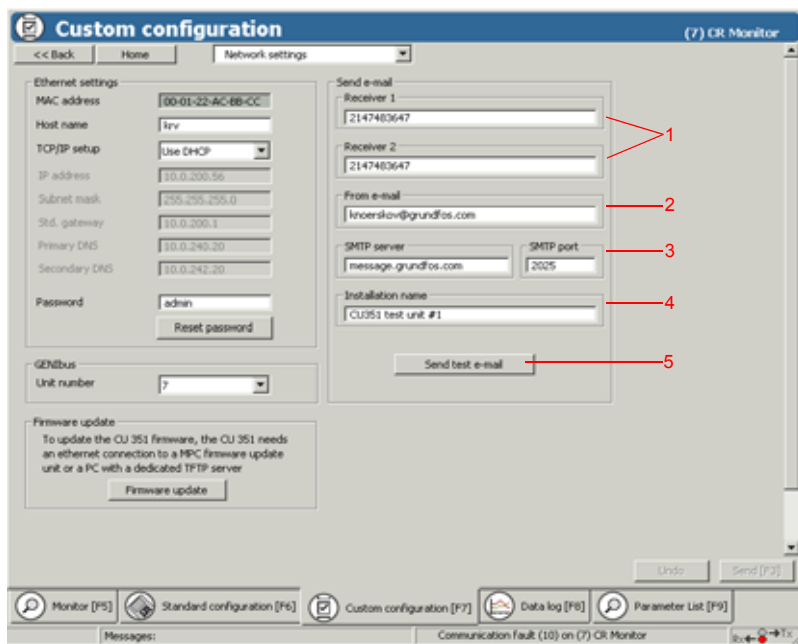 Custom configuration
(7) CR Monitor
<< Back
Home
Network settings
Ethernet settings
MAC address
00-01-22-AC-BB-CC
Host name
krv
TCP/IP setup
Use DHCP
IP address
10.0.200.56
Subnet mask
255.255.255.0
Std. gateway
10.0.200.1
Primary DNS
10.0.240.20
Secondary DNS
10.0.242.20
Password
admin
Reset password
GENIbus
Unit number
7
Firmware update
To update the CU 351 firmware, the CU 351 needs
an ethernet connection to a MPC firmware update
unit or a PC with a dedicated TFTP server
Firmware update
Send e-mail
Receiver 1
2147483647
1
Receiver 2
2147483647
From e-mail
knoerskov@grundfos.com
2
SMTP server
message.grundfos.com
SMTP port
2025
3
Installation name
CU351 test unit #1
4
Send test e-mail
5
Undo
Send [F3]
Monitor [F5]
Standard configuration [F6]
Custom configuration [F7]
Data log [F8]
Parameter List [F9]
Messages:
Communication fault (10) on (7) CR Monitor
Rx
Tx